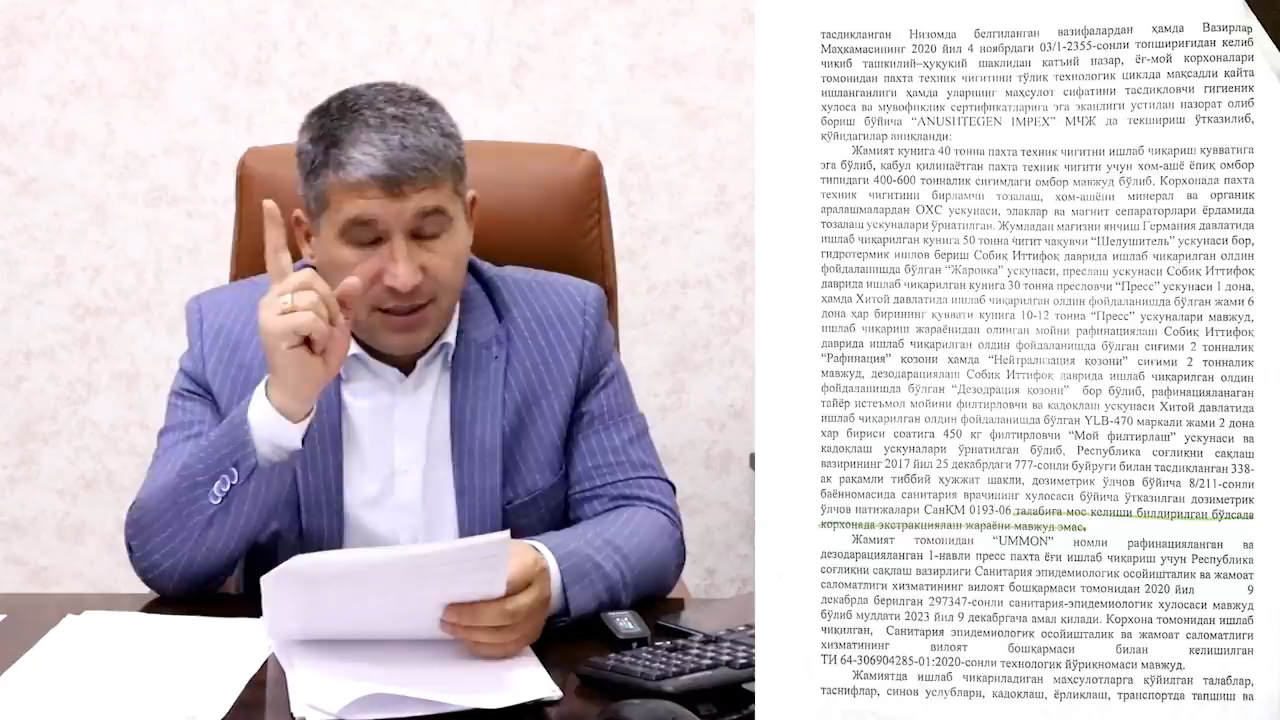 тасдиқланган Низомда белгиланган вазифалардан ҳамда Вазирлар
Маҳкамасининг 2020 йил 4 ноябрдаги 03/1-2355-сонли топшириғидан келиб
чиқиб ташкилий–ҳуқуқий шаклидан қатъий назар, ёғ-мой корхоналари
томонидан пахта техник чигитини тўлиқ технологик циклда мақсадли қайта
ишланганлиги ҳамда уларнинг маҳсулот сифатини тасдиқловчи гигиеник
хулоса ва мувофиқлик сертификатларига эга эканлиги устидан назорат олиб
бориш бўйича “ANUSHTEGEN IMPEX” МЧЖ да текшириш ўтказилиб,
қўйидагилар аниқланди:
Жамият кунига 40 тонна пахта техник чигитни ишлаб чиқариш қувватига
эга бўлиб, қабул қилинаётган пахта техник чигити учун хом-ашё ёпиқ омбор
типидаги 400-600 тонналик сиғимдаги омбор мавжуд бўлиб, Корхонада пахта
техник чигитини бирламчи тозалаш, хом-ашёни минерал ва органик
аралашмалардан ОХС ускунаси, элаклар ва магнит сепараторлари ёрдамида
тозалаш ускуналари ўрнатилган. Жумладан мағизни янчиш Германия давлатида
ишлаб чиқарилган кунига 50 тонна чигит чақувчи “Шелушитель” ускунаси бор,
гидротермик ишлов бериш Собиқ Иттифоқ даврида ишлаб чиқарилган олдин
фойдаланишда бўлган “Жаровка” ускунаси, преслаш ускунаси Собиқ Иттифоқ
даврида ишлаб чиқарилган кунига 30 тонна пресловчи “Пресс” ускунаси 1 дона,
ҳамда Хитой давлатида ишлаб чиқарилган олдин фойдаланишда бўлган жами 6
дона ҳар бирининг қуввати кунига 10-12 тонна “Пресс” ускуналари мавжуд,
ишлаб чиқариш жараёнидан олинган мойни рафинациялаш Собиқ Иттифоқ
даврида ишлаб чиқарилган олдин фойдаланишда бўлган сиғими 2 тонналик
“Рафинация” қозони ҳамда “Нейтрализация қозони” сиғими 2 тонналик
мавжуд, дезодарациялаш Собиқ Иттифоқ даврида ишлаб чиқарилган олдин
фойдаланишда бўлган “Дезодрация қозони” бор бўлиб, рафинацияланаган
тайёр истеъмол мойини филтирловчи ва қадоқлаш ускунаси Хитой давлатида
ишлаб чиқарилган олдин фойдаланишда бўлган YLB-470 маркали жами 2 дона
ҳар бириси соатига 450 кг филтирловчи “Мой филтирлаш” ускунаси ва
қадоқлаш ускуналари ўрнатилган бўлиб, Республика соғлиқни сақлаш
вазирининг 2017 йил 25 декабрдаги 777-сонли буйруғи билан тасдиқланган 338-
ак рақамли тиббий ҳужжат шакли, дозиметрик ўлчов бўйича 8/211-сонли
баённомасида санитария врачининг хулосаси бўйича ўтказилган дозиметрик
ўлчов натижалари СанҚМ 0193-06 талабига мос келиши билдирилган бўлсада
корхонада экстракциялаш жараёни мавжуд эмас.
Жамият томонидан “UMMON” номли рафинацияланган ва
дезодарацияланган 1-навли пресс пахта ёғи ишлаб чиқариш учун Республика
соғлиқни сақлаш вазирлиги Санитария эпидемиологик осойишталик ва жамоат
саломатлиги хизматининг вилоят бошқармаси томонидан 2020 йил 9
декабрда берилган 297347-сонли санитария-эпидемиологик хулосаси мавжуд
бўлиб муддати 2023 йил 9 декабргача амал қилади. Корхона томонидан ишлаб
чиқилган, Санитария эпидемиологик осойишталик ва жамоат саломатлиги
хизматининг вилоят бошқармаси билан келишилган
ТИ 64-306904285-01:2020-сонли технологик йўриқномаси мавжуд.
Жамиятда ишлаб чиқариладиган маҳсулотларга қўйилган талаблар,
таснифлар, синов услублари, қадоқлаш, ёрлиқлаш, транспортда ташиш ва